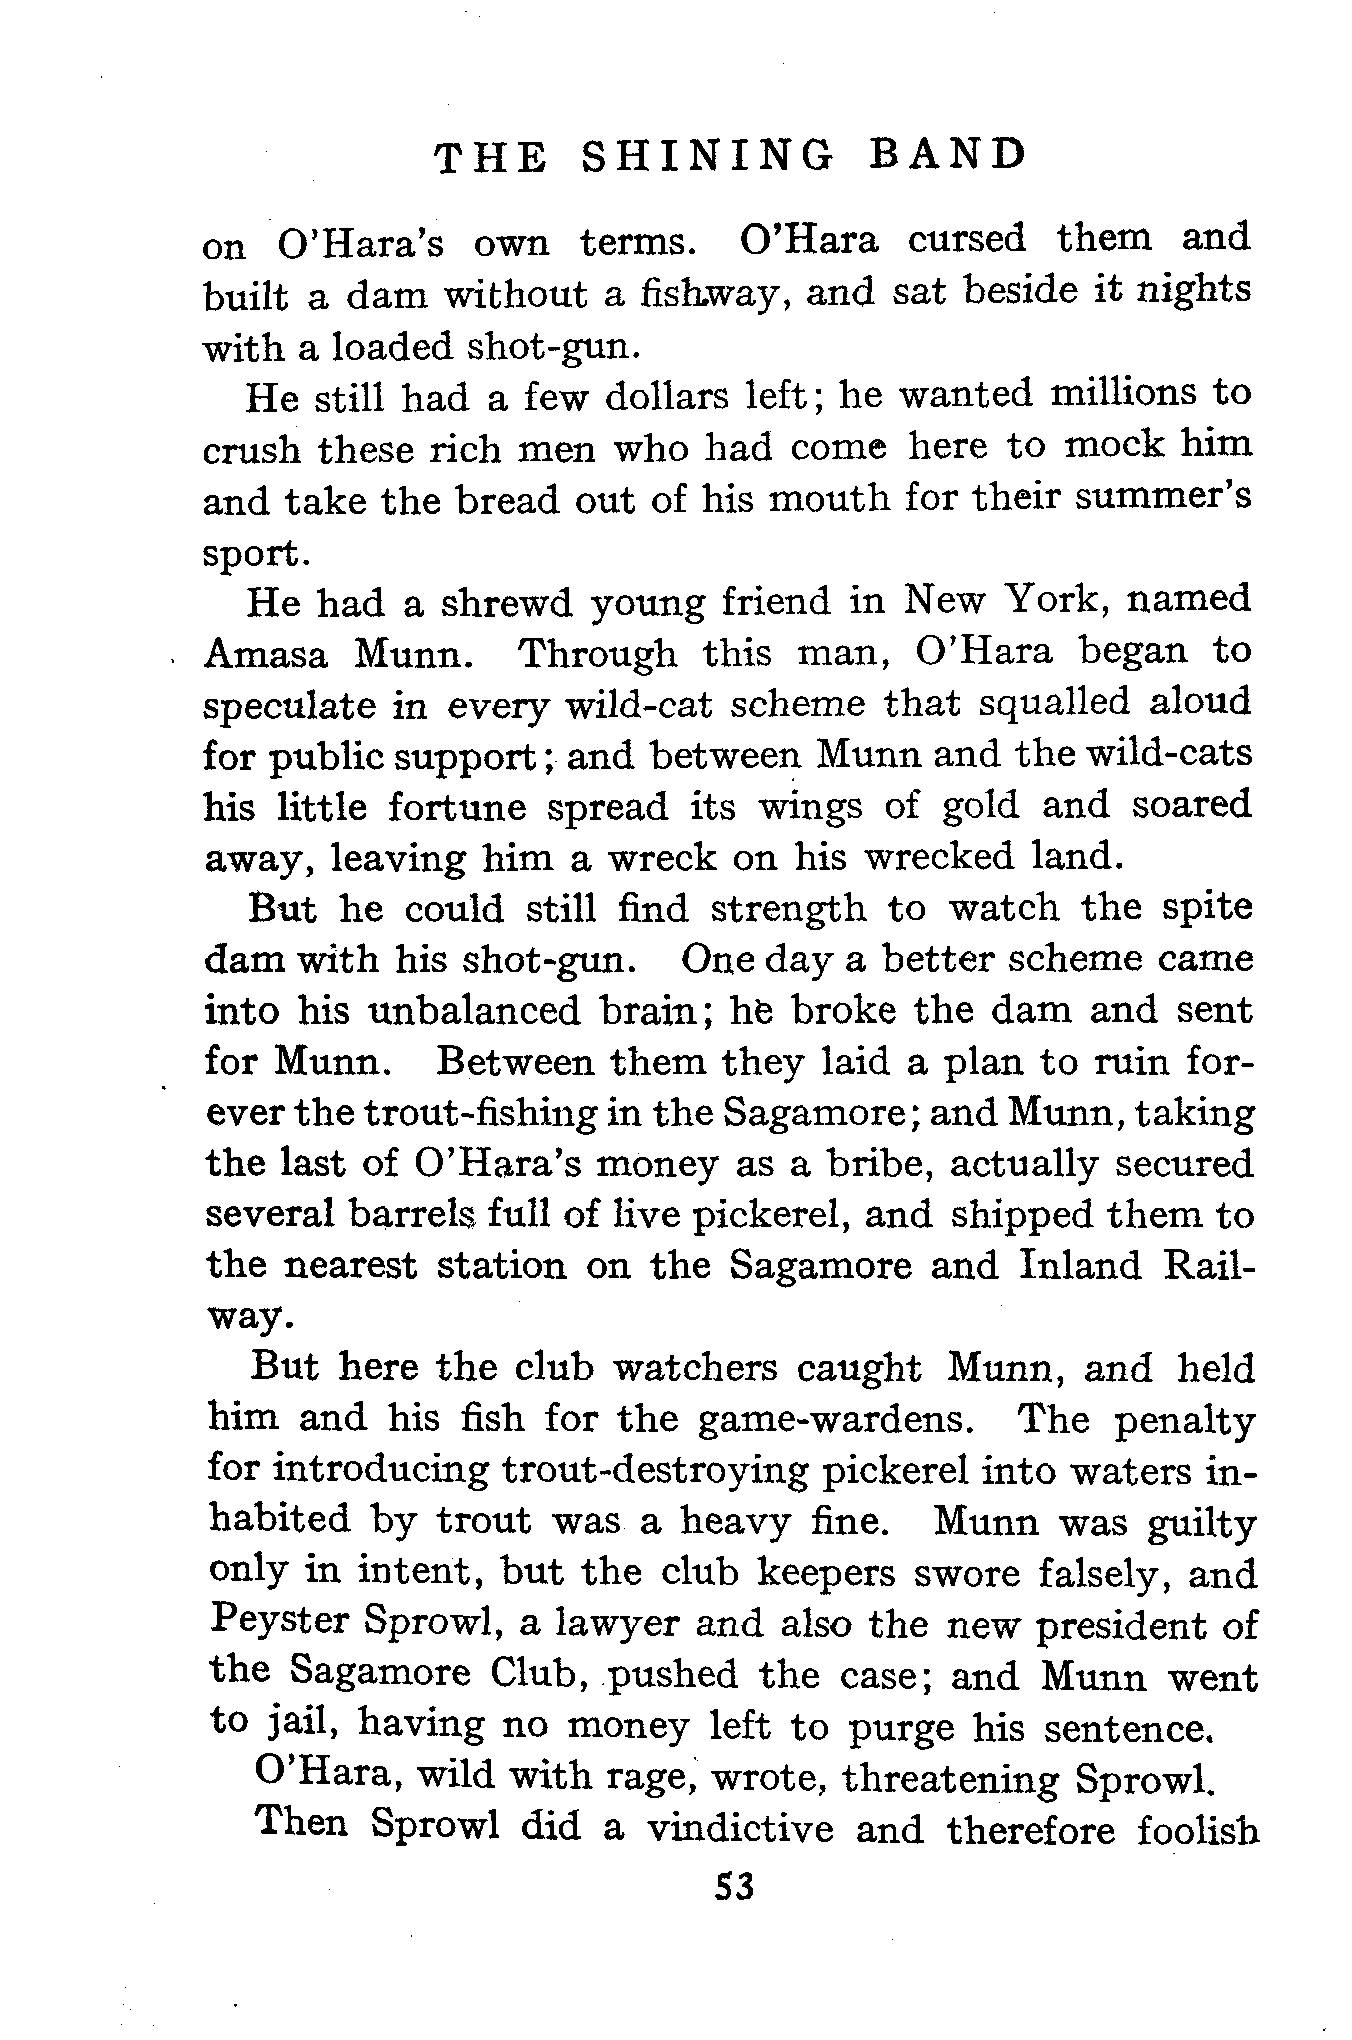 THE SHINING BAND
on O'Hara's own terms. O'Hara cursed them and
built a dam without a fishway, and sat beside it nights
with a loaded shot-gun.
He still had a few dollars left; he wanted millions to
crush these rich men who had come here to mock him
and take the bread out of his mouth for their summer's
sport.
He had a shrewd young friend in New York, named
Amasa Munn. Through this man, O'Hara began to
speculate in every wild-cat scheme that squalled aloud
for public support; and between Munn and the wild-cats
his little fortune spread its wings of gold and soared
away, leaving him a wreck on his wrecked land.
But he could still find strength to watch the spite
dam with his shot-gun. One day a better scheme came
into his unbalanced brain; he broke the dam and sent
for Munn. Between them they laid a plan to ruin for-
ever the trout-fishing in the Sagamore; and Munn, taking
the last of O'Hara's money as a bribe, actually secured
several barrels full of live pickerel, and shipped them to
the nearest station on the Sagamore and Inland Rail-
way.
But here the club watchers caught Munn, and held
him and his fish for the game-wardens. The penalty
for introducing trout-destroying pickerel into waters in-
habited by trout was a heavy fine. Munn was guilty
only in intent, but the club keepers swore falsely, and
Peyster Sprowl, a lawyer and also the new president of
the Sagamore Club, pushed the case; and Munn went
to jail, having no money left to purge his sentence.
O'Hara, wild with rage, wrote, threatening Sprowl.
Then Sprowl did a vindictive and therefore foolish
53